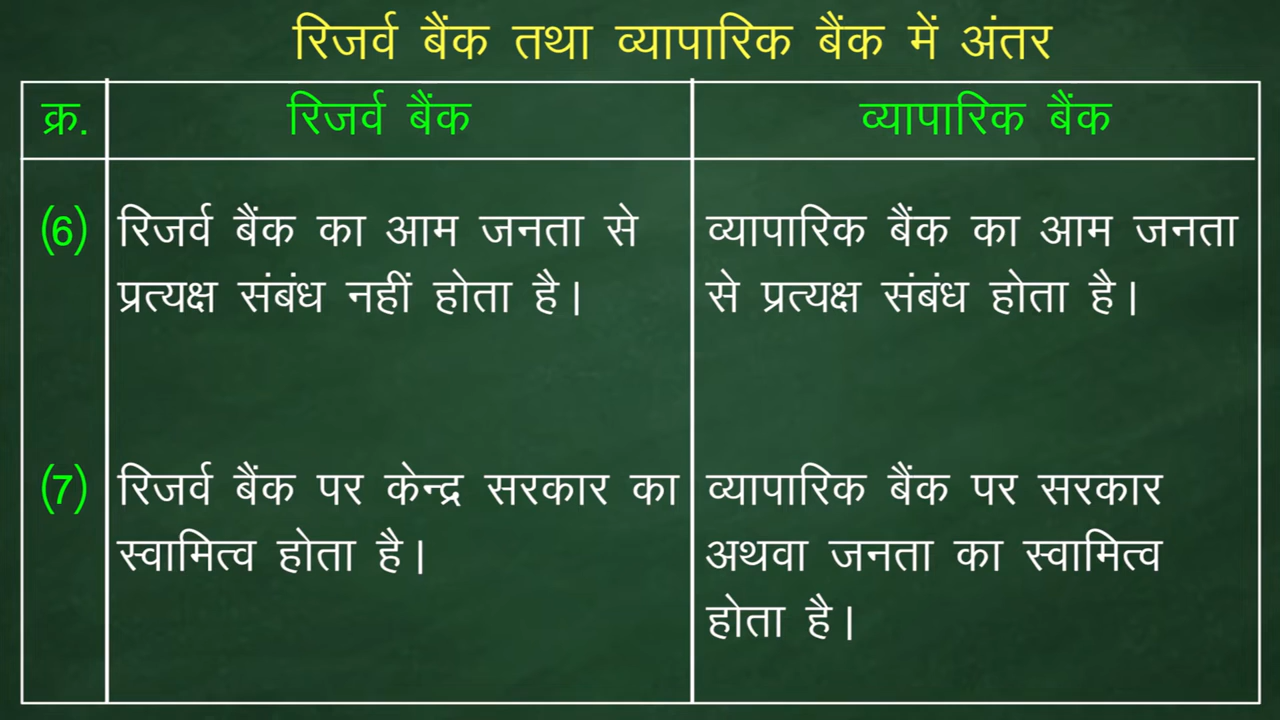 रिजर्व बैंक तथा व्यापारिक बैंक में अंतर
क्र. रिजर्व बैंक व्यापारिक बैंक
(6) रिजर्व बैंक का आम जनता से
प्रत्यक्ष संबंध नहीं होता है।
व्यापारिक बैंक का आम जनता
से प्रत्यक्ष संबंध होता है।
(7) रिजर्व बैंक पर केन्द्र सरकार का
स्वामित्व होता है।
व्यापारिक बैंक पर सरकार
अथवा जनता का स्वामित्व
होता है।